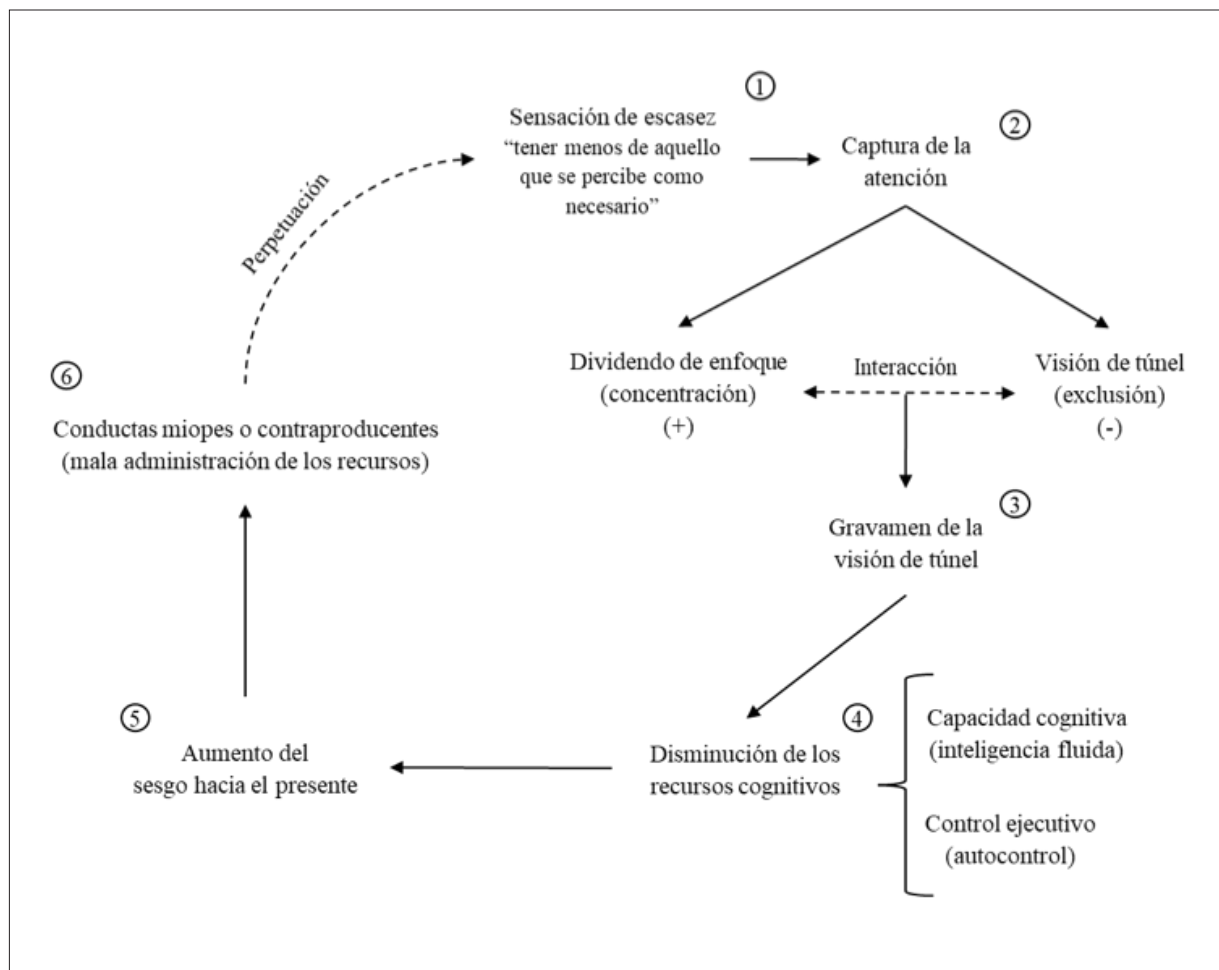 ①
Sensación de escasez
“tener menos de aquello
que se percibe como
necesario”
②
Captura de la
atención
Perpetuación
Dividendo de enfoque
(concentración)
(+)
Interacción
Visión de túnel
(exclusión)
(-)
⑥
Conductas miopes o contraproducentes
(mala administración de los recursos)
③
Gravamen de la
visión de túnel
⑤
Aumento del
sesgo hacia el presente
④
Disminución de los
recursos cognitivos
Capacidad cognitiva
(inteligencia fluida)
Control ejecutivo
(autocontrol)